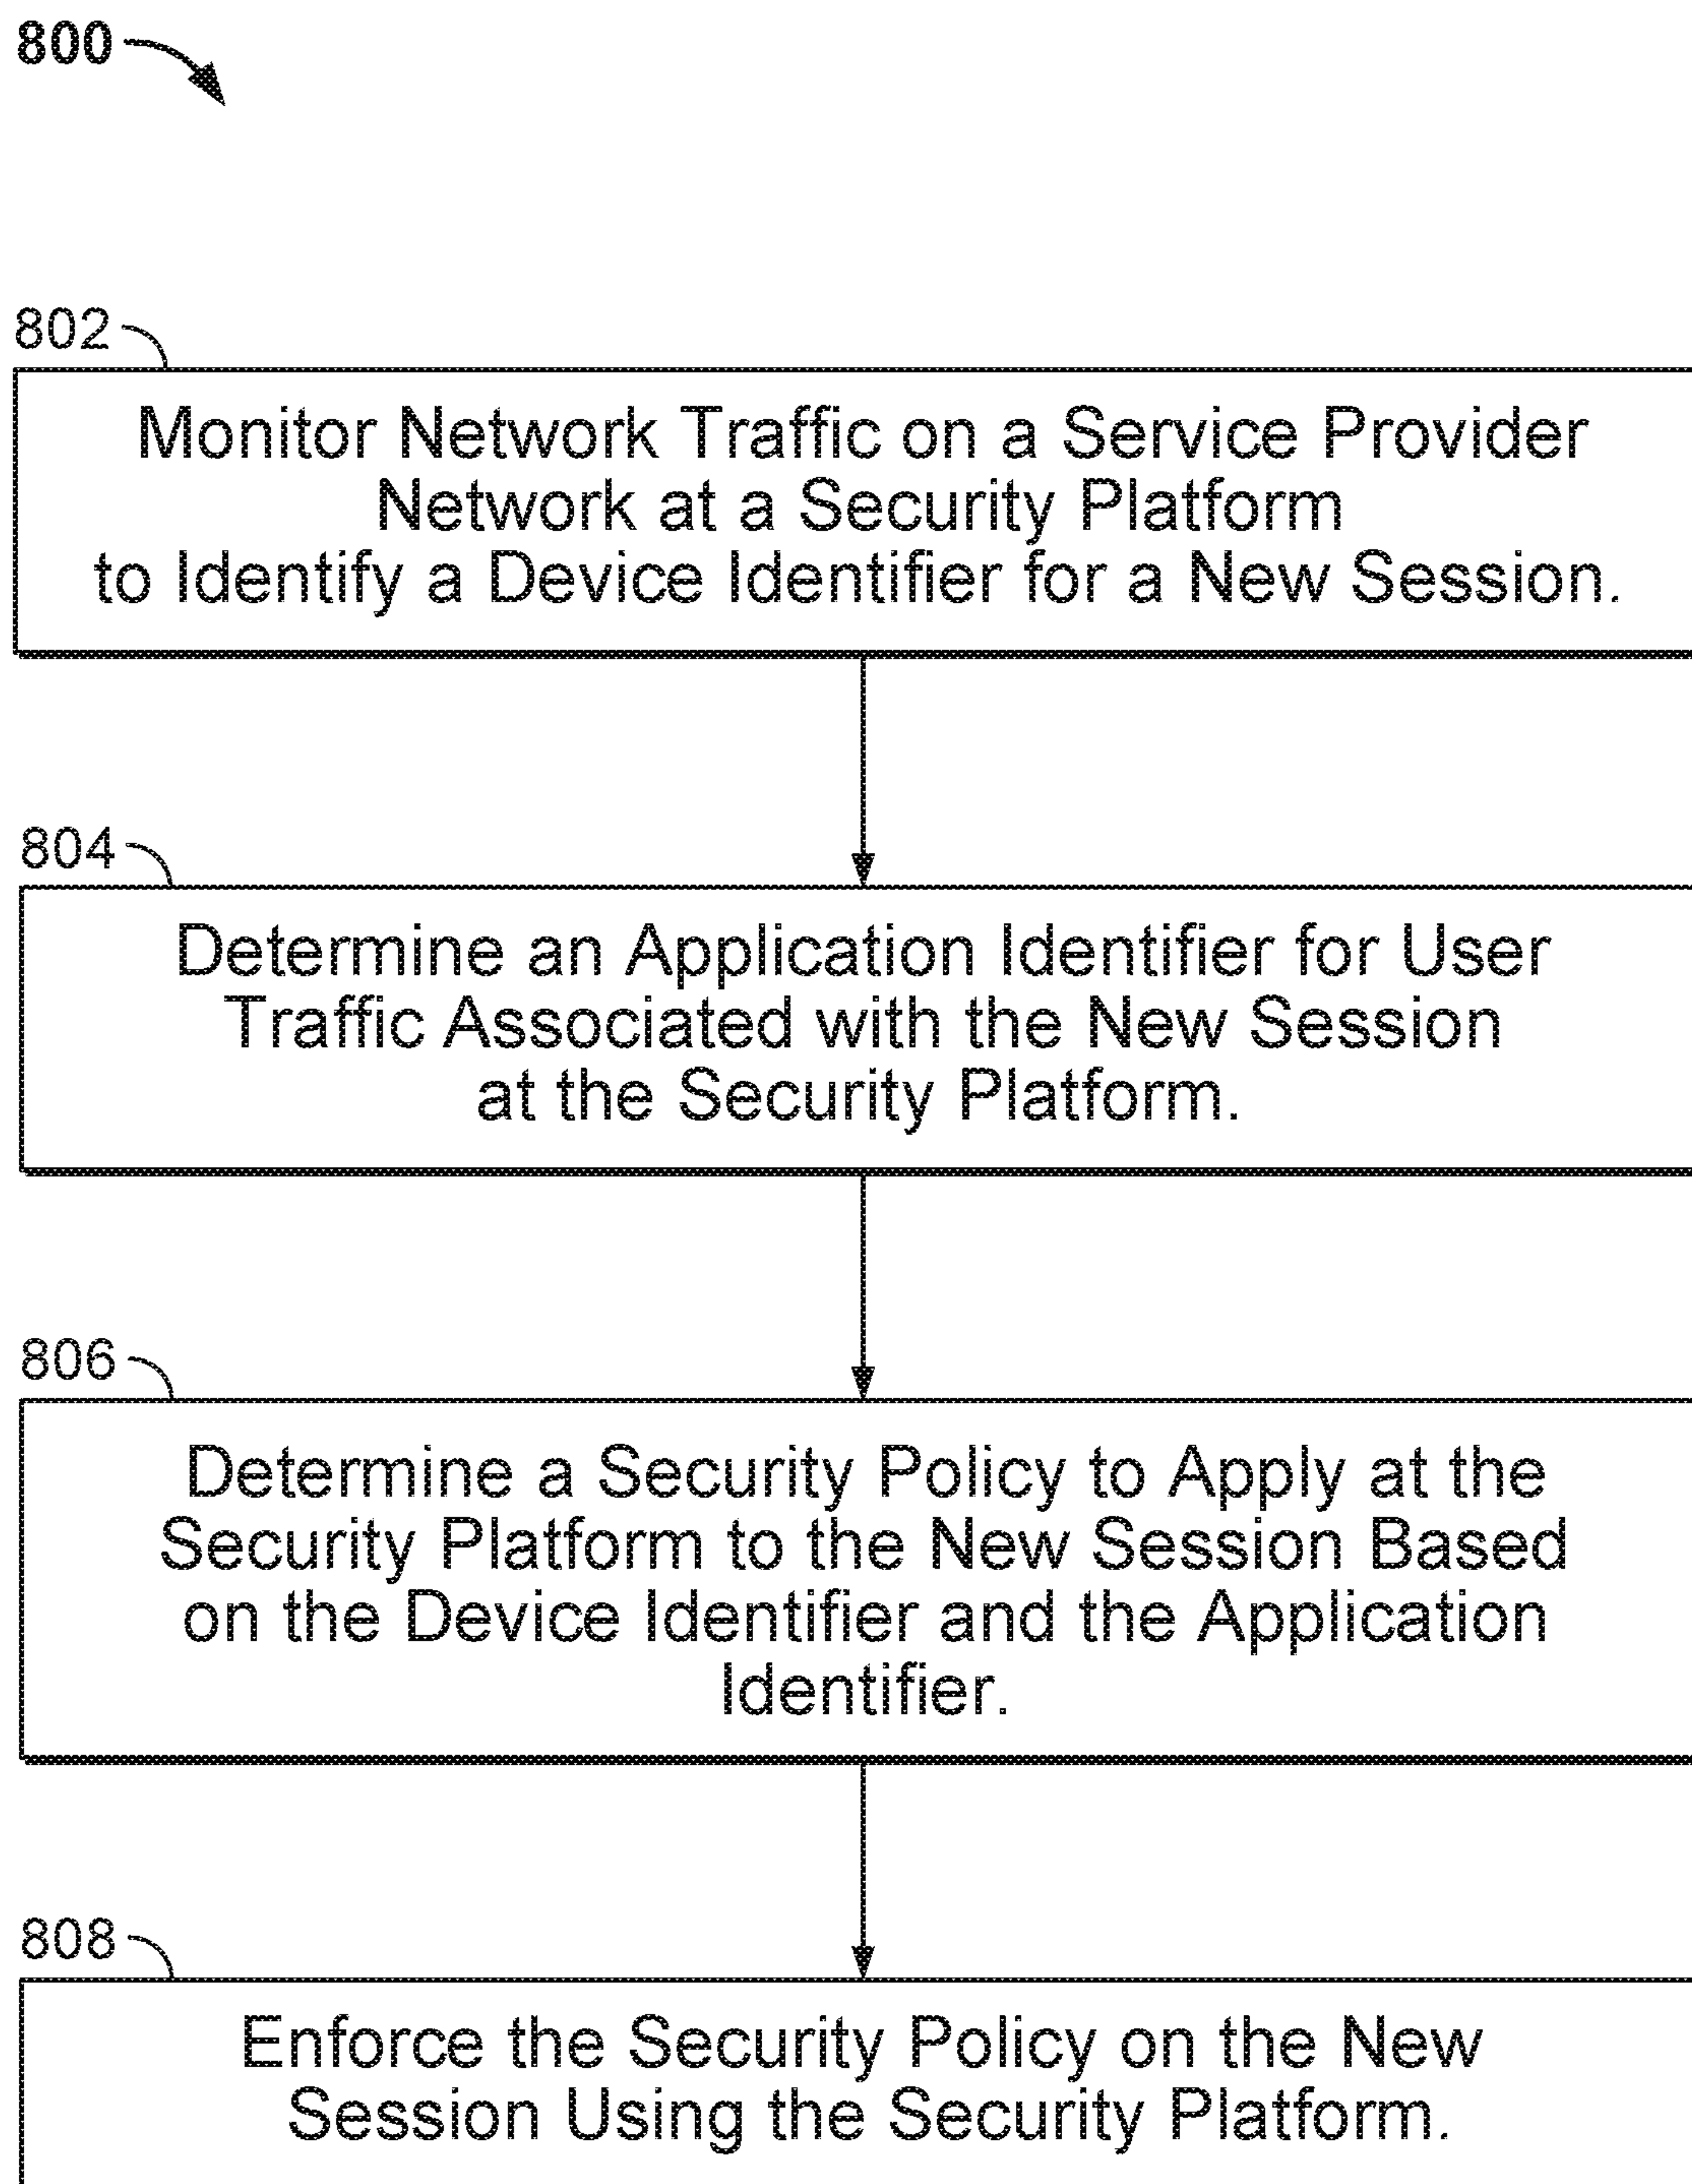 800
802
Monitor Network Traffic on a Service Provider
Network at a Security Platform
to Identify a Device Identifier for a New Session.
804
Determine an Application Identifier for User
Traffic Associated with the New Session
at the Security Platform.
806
Determine a Security Policy to Apply at the
Security Platform to the New Session Based
on the Device Identifier and the Application
Identifier.
808
Enforce the Security Policy on the New
Session Using the Security Platform.